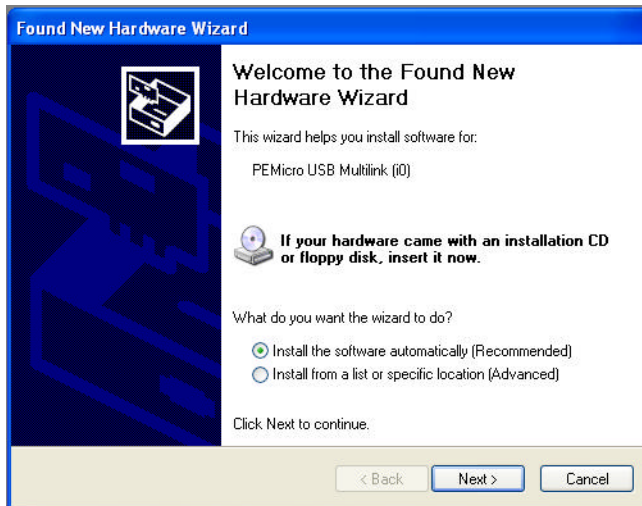 Found New Hardware Wizard
Welcome to the Found New
Hardware Wizard
This wizard helps you install software for:
PEMicro USB Multilink (i0)
If your hardware came with an installation CD
or floppy disk, insert it now.
What do you want the wizard to do?
Install the software automatically (Recommended)
Install from a list or specific location (Advanced)
Click Next to continue.
< Back
Next >
Cancel